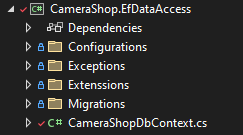 CameraShop.EfDataAccess
Dependencies
Configurations
Exceptions
Extenssions
Migrations
C# CameraShopDbContext.cs